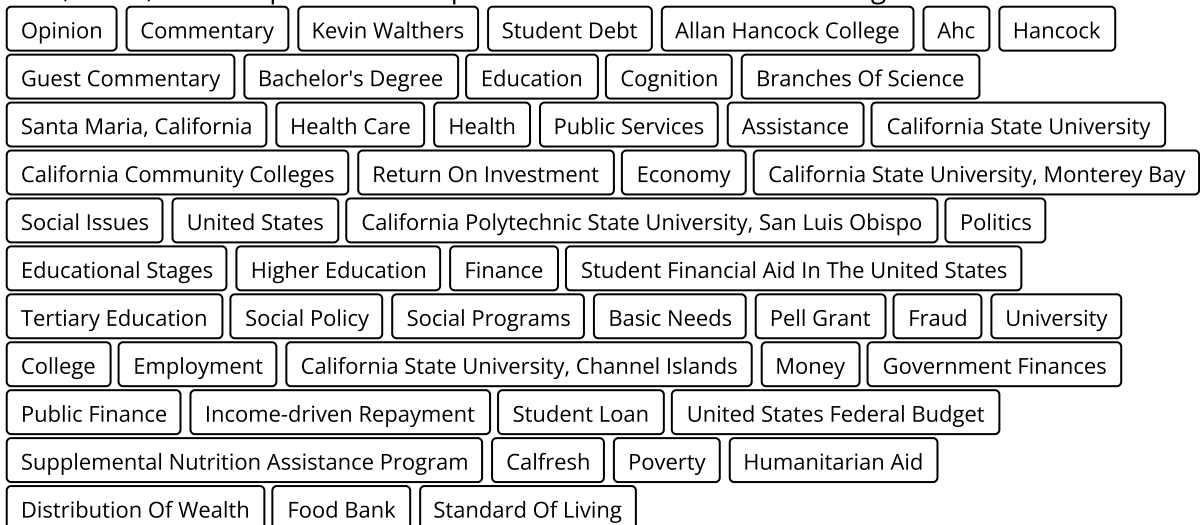 Opinion Commentary Kevin Walthers Student Debt Allan Hancock College Ahc Hancock
Guest Commentary Bachelor's Degree Education Cognition Branches Of Science
Santa Maria, California Health Care Health Public Services Assistance California State University
California Community Colleges Return On Investment Economy California State University, Monterey Bay
Social Issues United States California Polytechnic State University, San Luis Obispo Politics
Educational Stages Higher Education Finance Student Financial Aid In The United States
Tertiary Education Social Policy Social Programs Basic Needs Pell Grant Fraud University
College Employment California State University, Channel Islands Money Government Finances
Public Finance Income-driven Repayment Student Loan United States Federal Budget
Supplemental Nutrition Assistance Program Calfresh Poverty Humanitarian Aid
Distribution Of Wealth Food Bank Standard Of Living